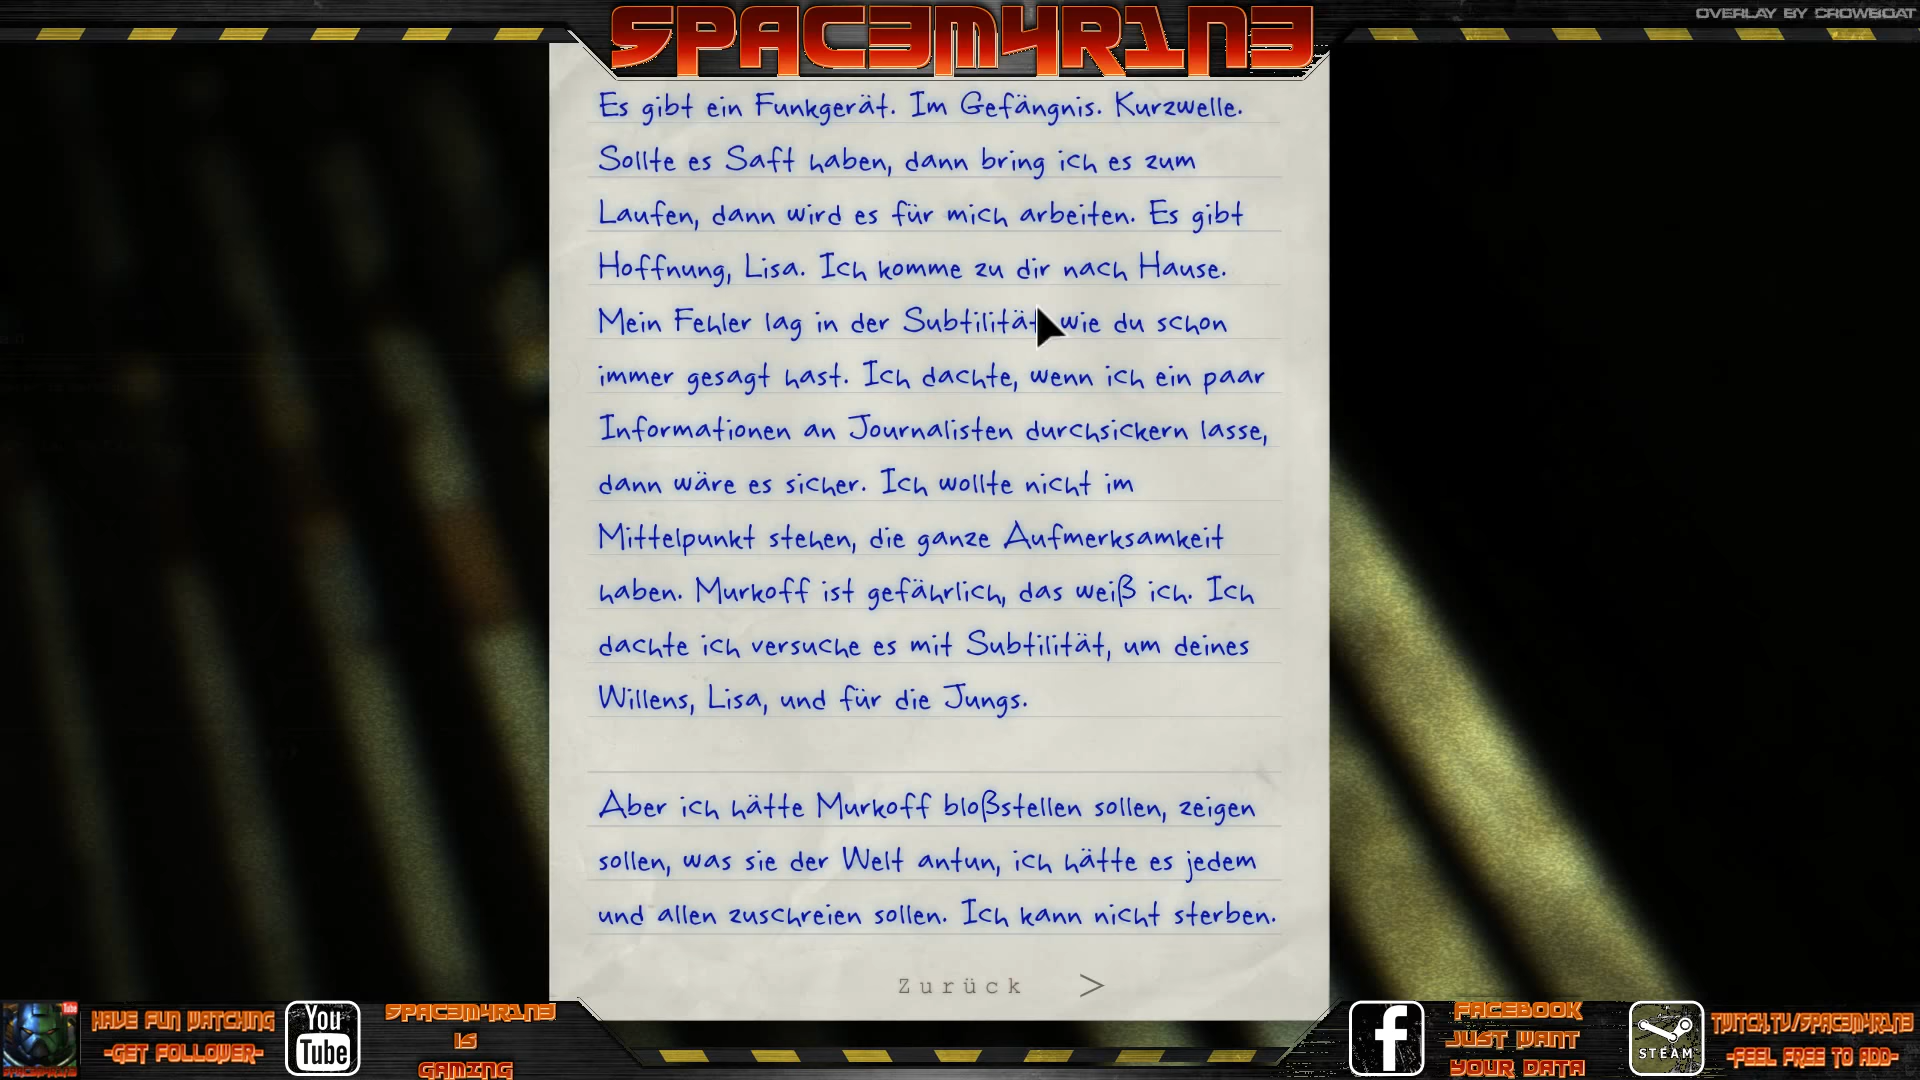 OVERLAY BY CROWBOAT
SPAC3M4R1N3
Es gibt ein Funkgerät. Im Gefängnis. Kurzwelle.
Sollte es Saft haben, dann bring ich es zum
Laufen, dann wird es für mich arbeiten. Es gibt
Hoffnung, Lisa. Ich komme zu dir nach Hause.
Mein Fehler lag in der Subtilität wie du schon
immer gesagt hast. Ich dachte, wenn ich ein paar
Informationen an Journalisten durchsickern lasse,
dann wäre es sicher. Ich wollte nicht im
Mittelpunkt stehen, die ganze Aufmerksamkeit
haben. Murkoff ist gefährlich, das weiß ich. Ich
dachte ich versuche es mit Subtilität, um deines
Willens, Lisa, und für die Jungs.
Aber ich hätte Murkoff bloßstellen sollen, zeigen
sollen, was sie der Welt antun, ich hätte es jedem
und allen zuschreien sollen. Ich kann nicht sterben.
Zurück >
HAVE FUN WATCHING
-GET FOLLOWER-
You
Tube
SPAC3M4R1N3
IS
GAMING
FACEBOOK
JUST WANT
YOUR DATA
STEAM
TWITCH.TV/SPAC3M4R1N3
-FEEL FREE TO ADD-